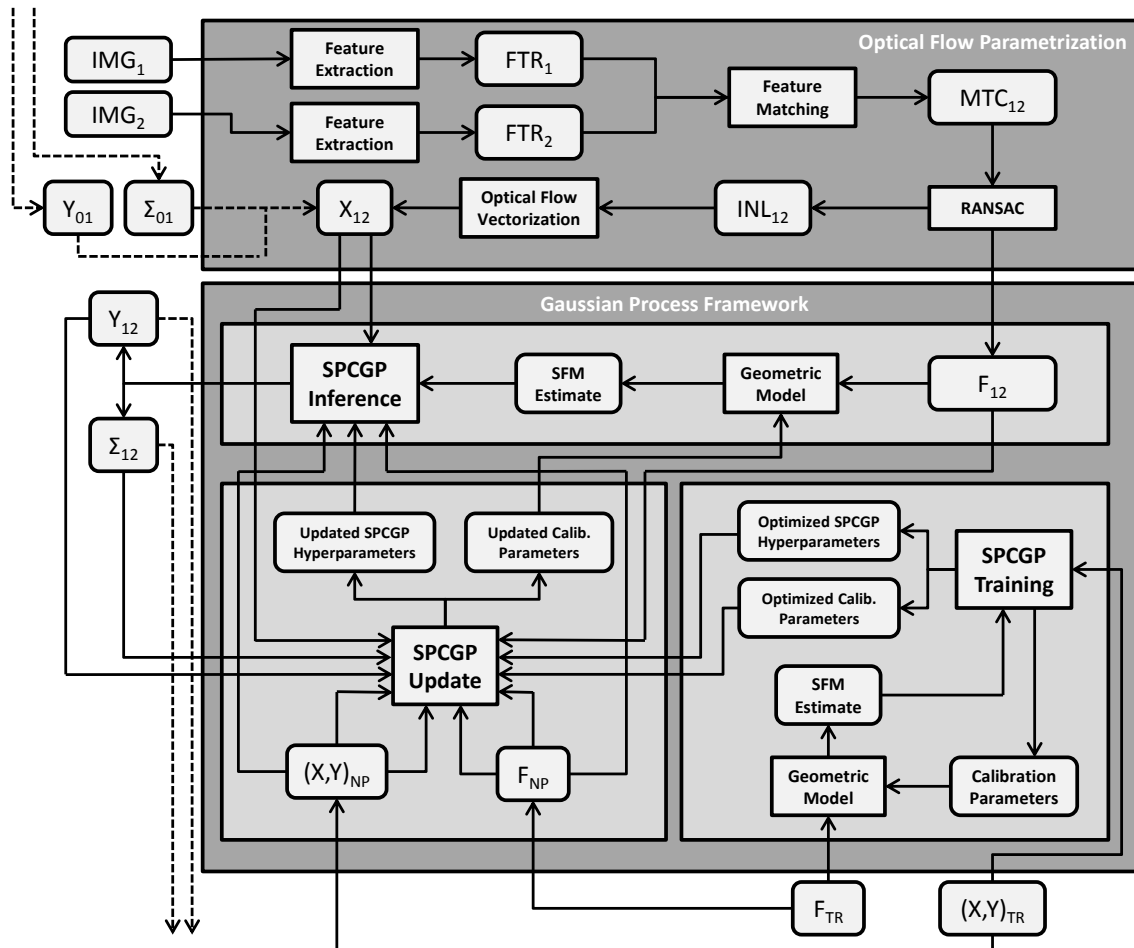 Optical Flow Parametrization
IMG1
Feature
Extraction
FTR1
IMG2
Feature
Extraction
FTR2
Feature
Matching
MTC12
Y01
Σ01
X12
Optical Flow
Vectorization
INL12
RANSAC
Gaussian Process Framework
Y12
Σ12
SPCGP
Inference
SFM
Estimate
Geometric
Model
F12
Updated SPCGP
Hyperparameters
Updated Calib.
Parameters
SPCGP
Update
(X,Y)NP
FNP
Optimized SPCGP
Hyperparameters
Optimized Calib.
Parameters
SPCGP
Training
SFM
Estimate
Geometric
Model
Calibration
Parameters
FTR
(X,Y)TR